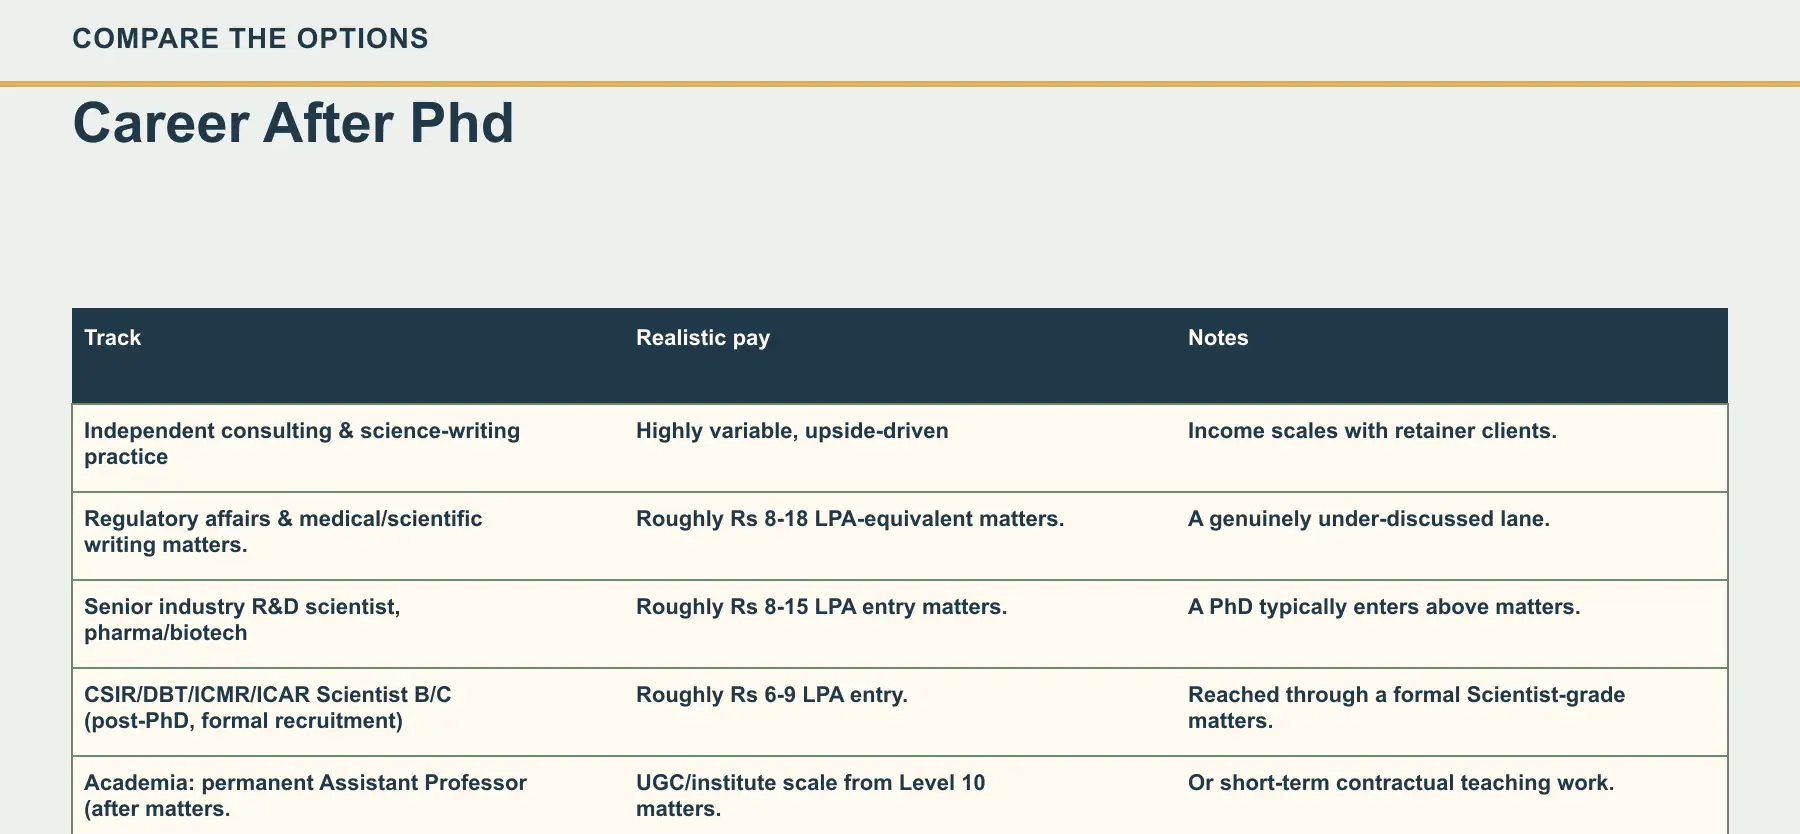 COMPARE THE OPTIONS
Career After Phd
Track
Realistic pay
Notes
Independent consulting & science-writing
practice
Highly variable, upside-driven
Income scales with retainer clients.
Regulatory affairs & medical/scientific
writing matters.
Roughly Rs 8-18 LPA-equivalent matters.
A genuinely under-discussed lane.
Senior industry R&D scientist,
pharma/biotech
Roughly Rs 8-15 LPA entry matters.
A PhD typically enters above matters.
CSIR/DBT/ICMR/ICAR Scientist B/C
(post-PhD, formal recruitment)
Roughly Rs 6-9 LPA entry.
Reached through a formal Scientist-grade
matters.
Academia: permanent Assistant Professor
(after matters.
UGC/institute scale from Level 10
matters.
Or short-term contractual teaching work.